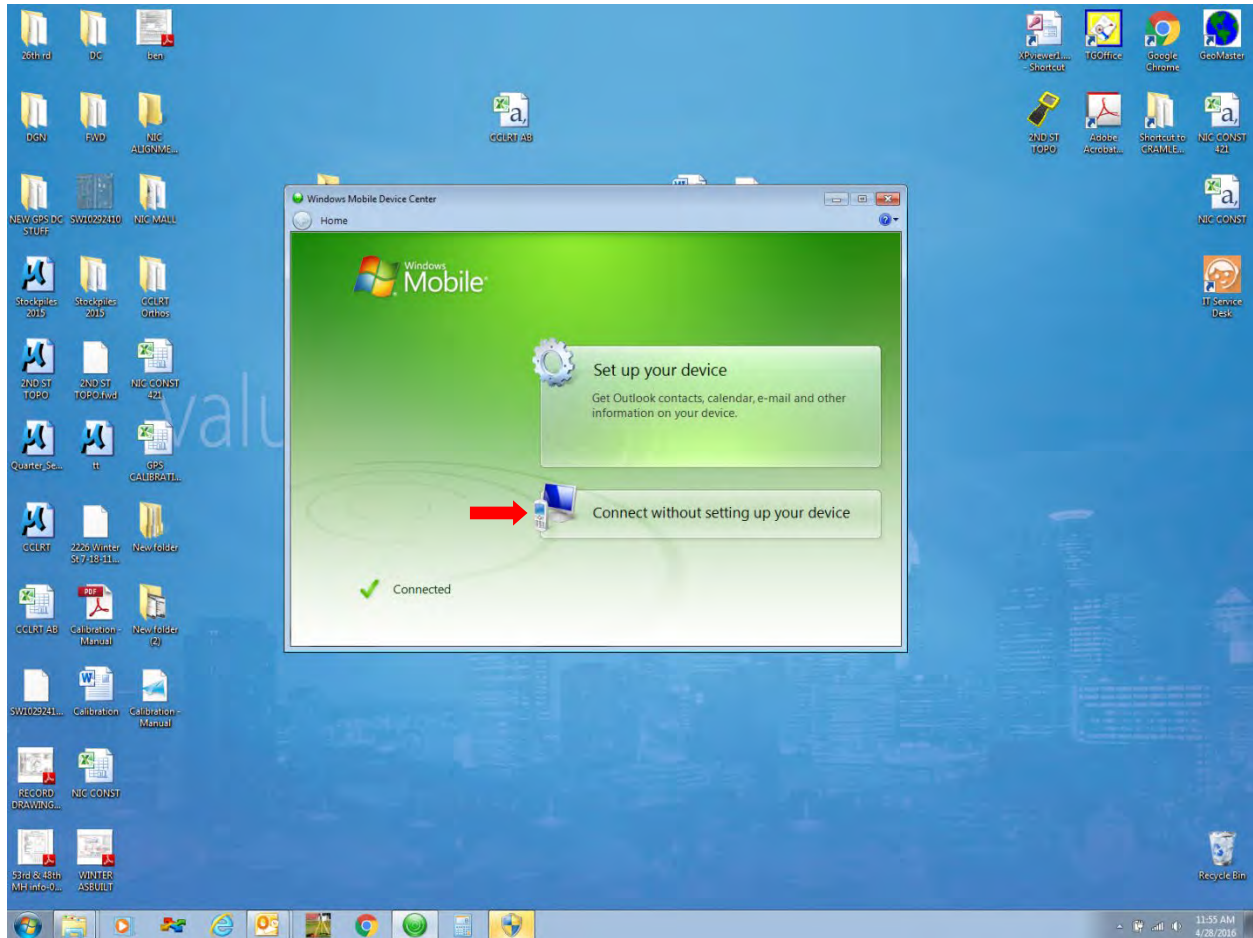 26th rd
DC
ben
XPviewer1...
- Shortcut
TGOffice
Google
Chrome
GeoMaster
DGN
FWD
NIC
ALIGNME...
CCLRT AB
2ND ST
TOPO
Adobe
Acrobat...
Shortcut to
CRAMLE...
NIC CONST
421
NEW GPS DC
STUFF
SW10292410
NIC MALL
NIC CONST
Windows Mobile Device Center
Home
Windows
Mobile
Stockpiles
2015
Stockpiles
2015
CCLRT
Orthos
IT Service
Desk
2ND ST
TOPO
2ND ST
TOPO.fwd
NIC CONST
421
valu
Set up your device
Get Outlook contacts, calendar, e-mail and other
information on your device.
Quarter_Se...
tt
GPS
CALIBRATI...
Connect without setting up your device
CCLRT
2226 Winter
St 7-18-11...
New folder
Connected
CCLRT AB
PDF
Calibration -
Manual
New folder
(2)
SW1029241...
Calibration
Calibration -
Manual
RECORD
DRAWING...
NIC CONST
53rd & 48th
MH info-0...
WINTER
ASBUILT
Recycle Bin
11:55 AM
4/28/2016